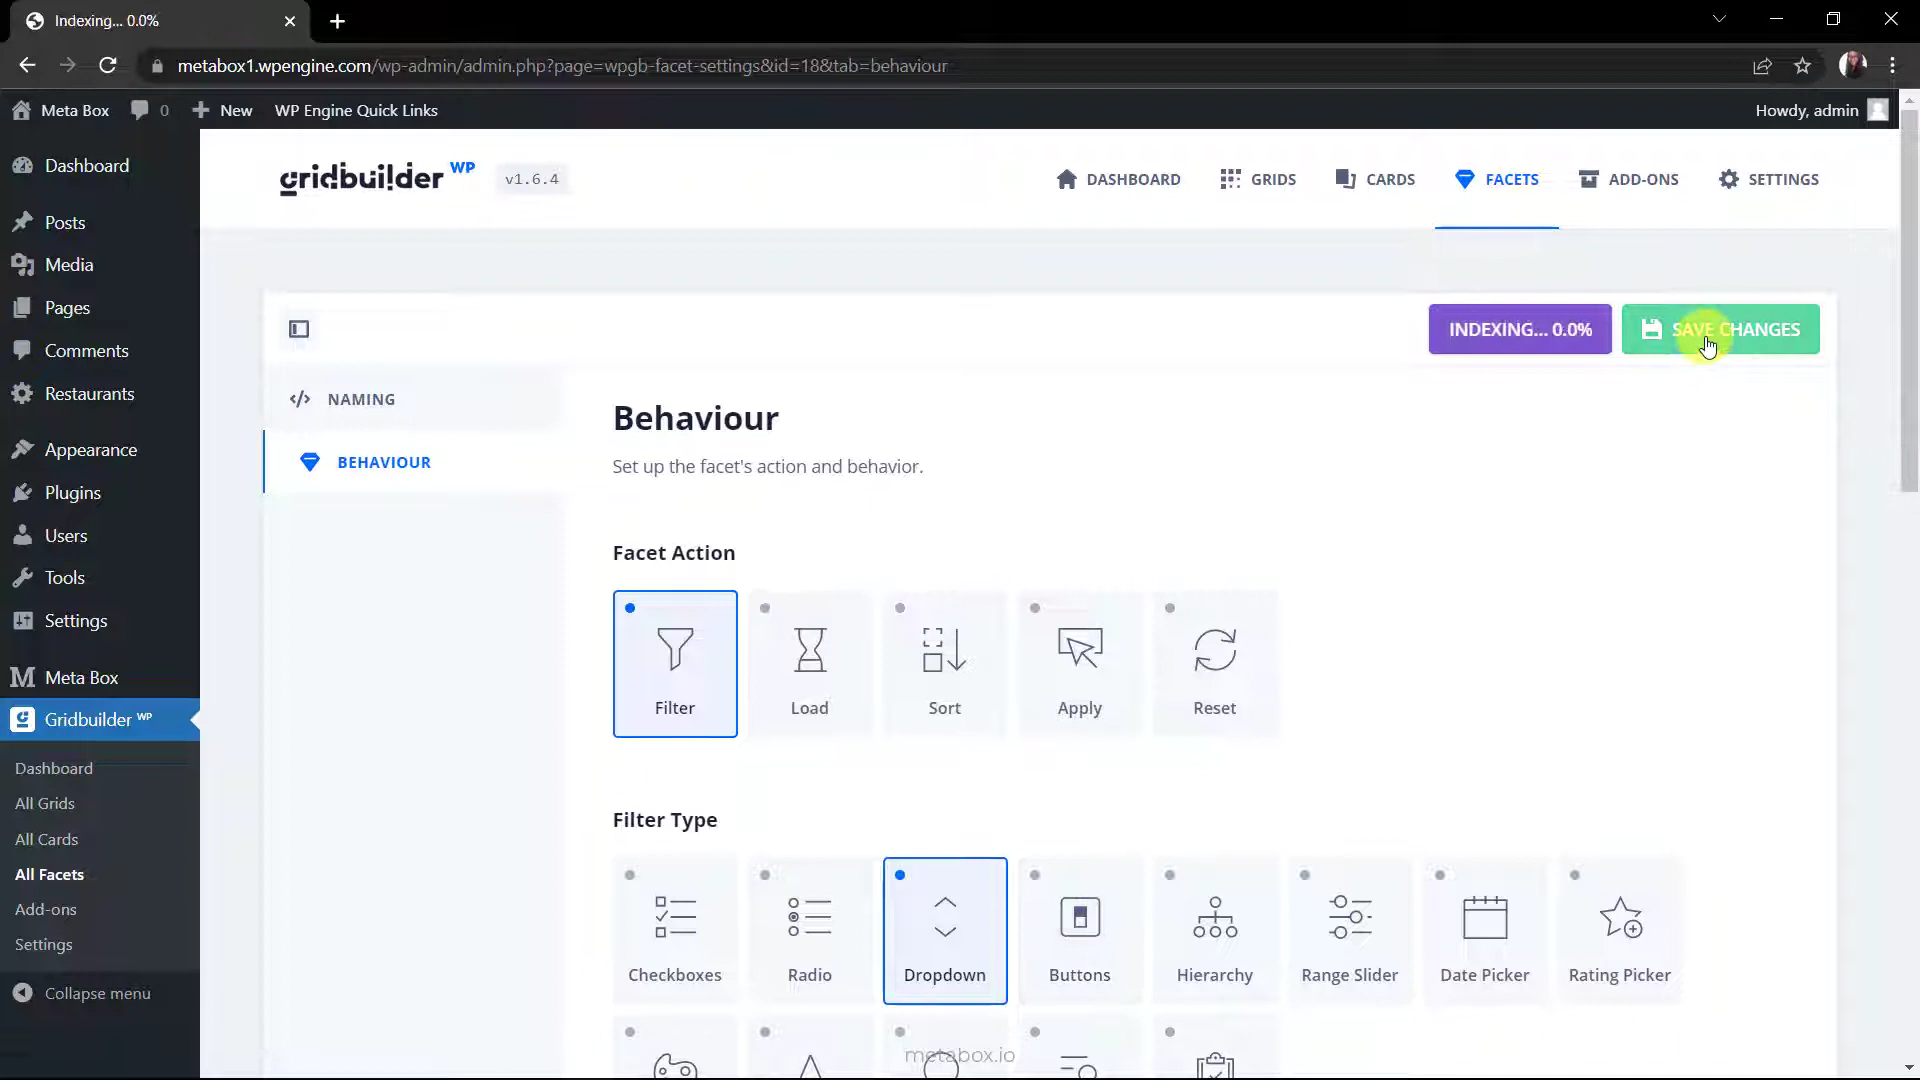 Indexing... 0.0%
metabox1.wpengine.com/wp-admin/admin.php?page=wpgb-facet-settings&id=18&tab=behaviour
Meta Box
0
New
WP Engine Quick Links
Howdy, admin
Dashboard
Posts
Media
Pages
Comments
Restaurants
Appearance
Plugins
Users
Tools
Settings
Meta Box
Gridbuilder WP
Dashboard
All Grids
All Cards
All Facets
Add-ons
Settings
Collapse menu
gridbuilder WP
v1.6.4
DASHBOARD
GRIDS
CARDS
FACETS
ADD-ONS
SETTINGS
INDEXING... 0.0%
SAVE CHANGES
NAMING
BEHAVIOUR
Behaviour
Set up the facet's action and behavior.
Facet Action
Filter
Load
Sort
Apply
Reset
Filter Type
Checkboxes
Radio
Dropdown
Buttons
Hierarchy
Range Slider
Date Picker
Rating Picker
metabox.io